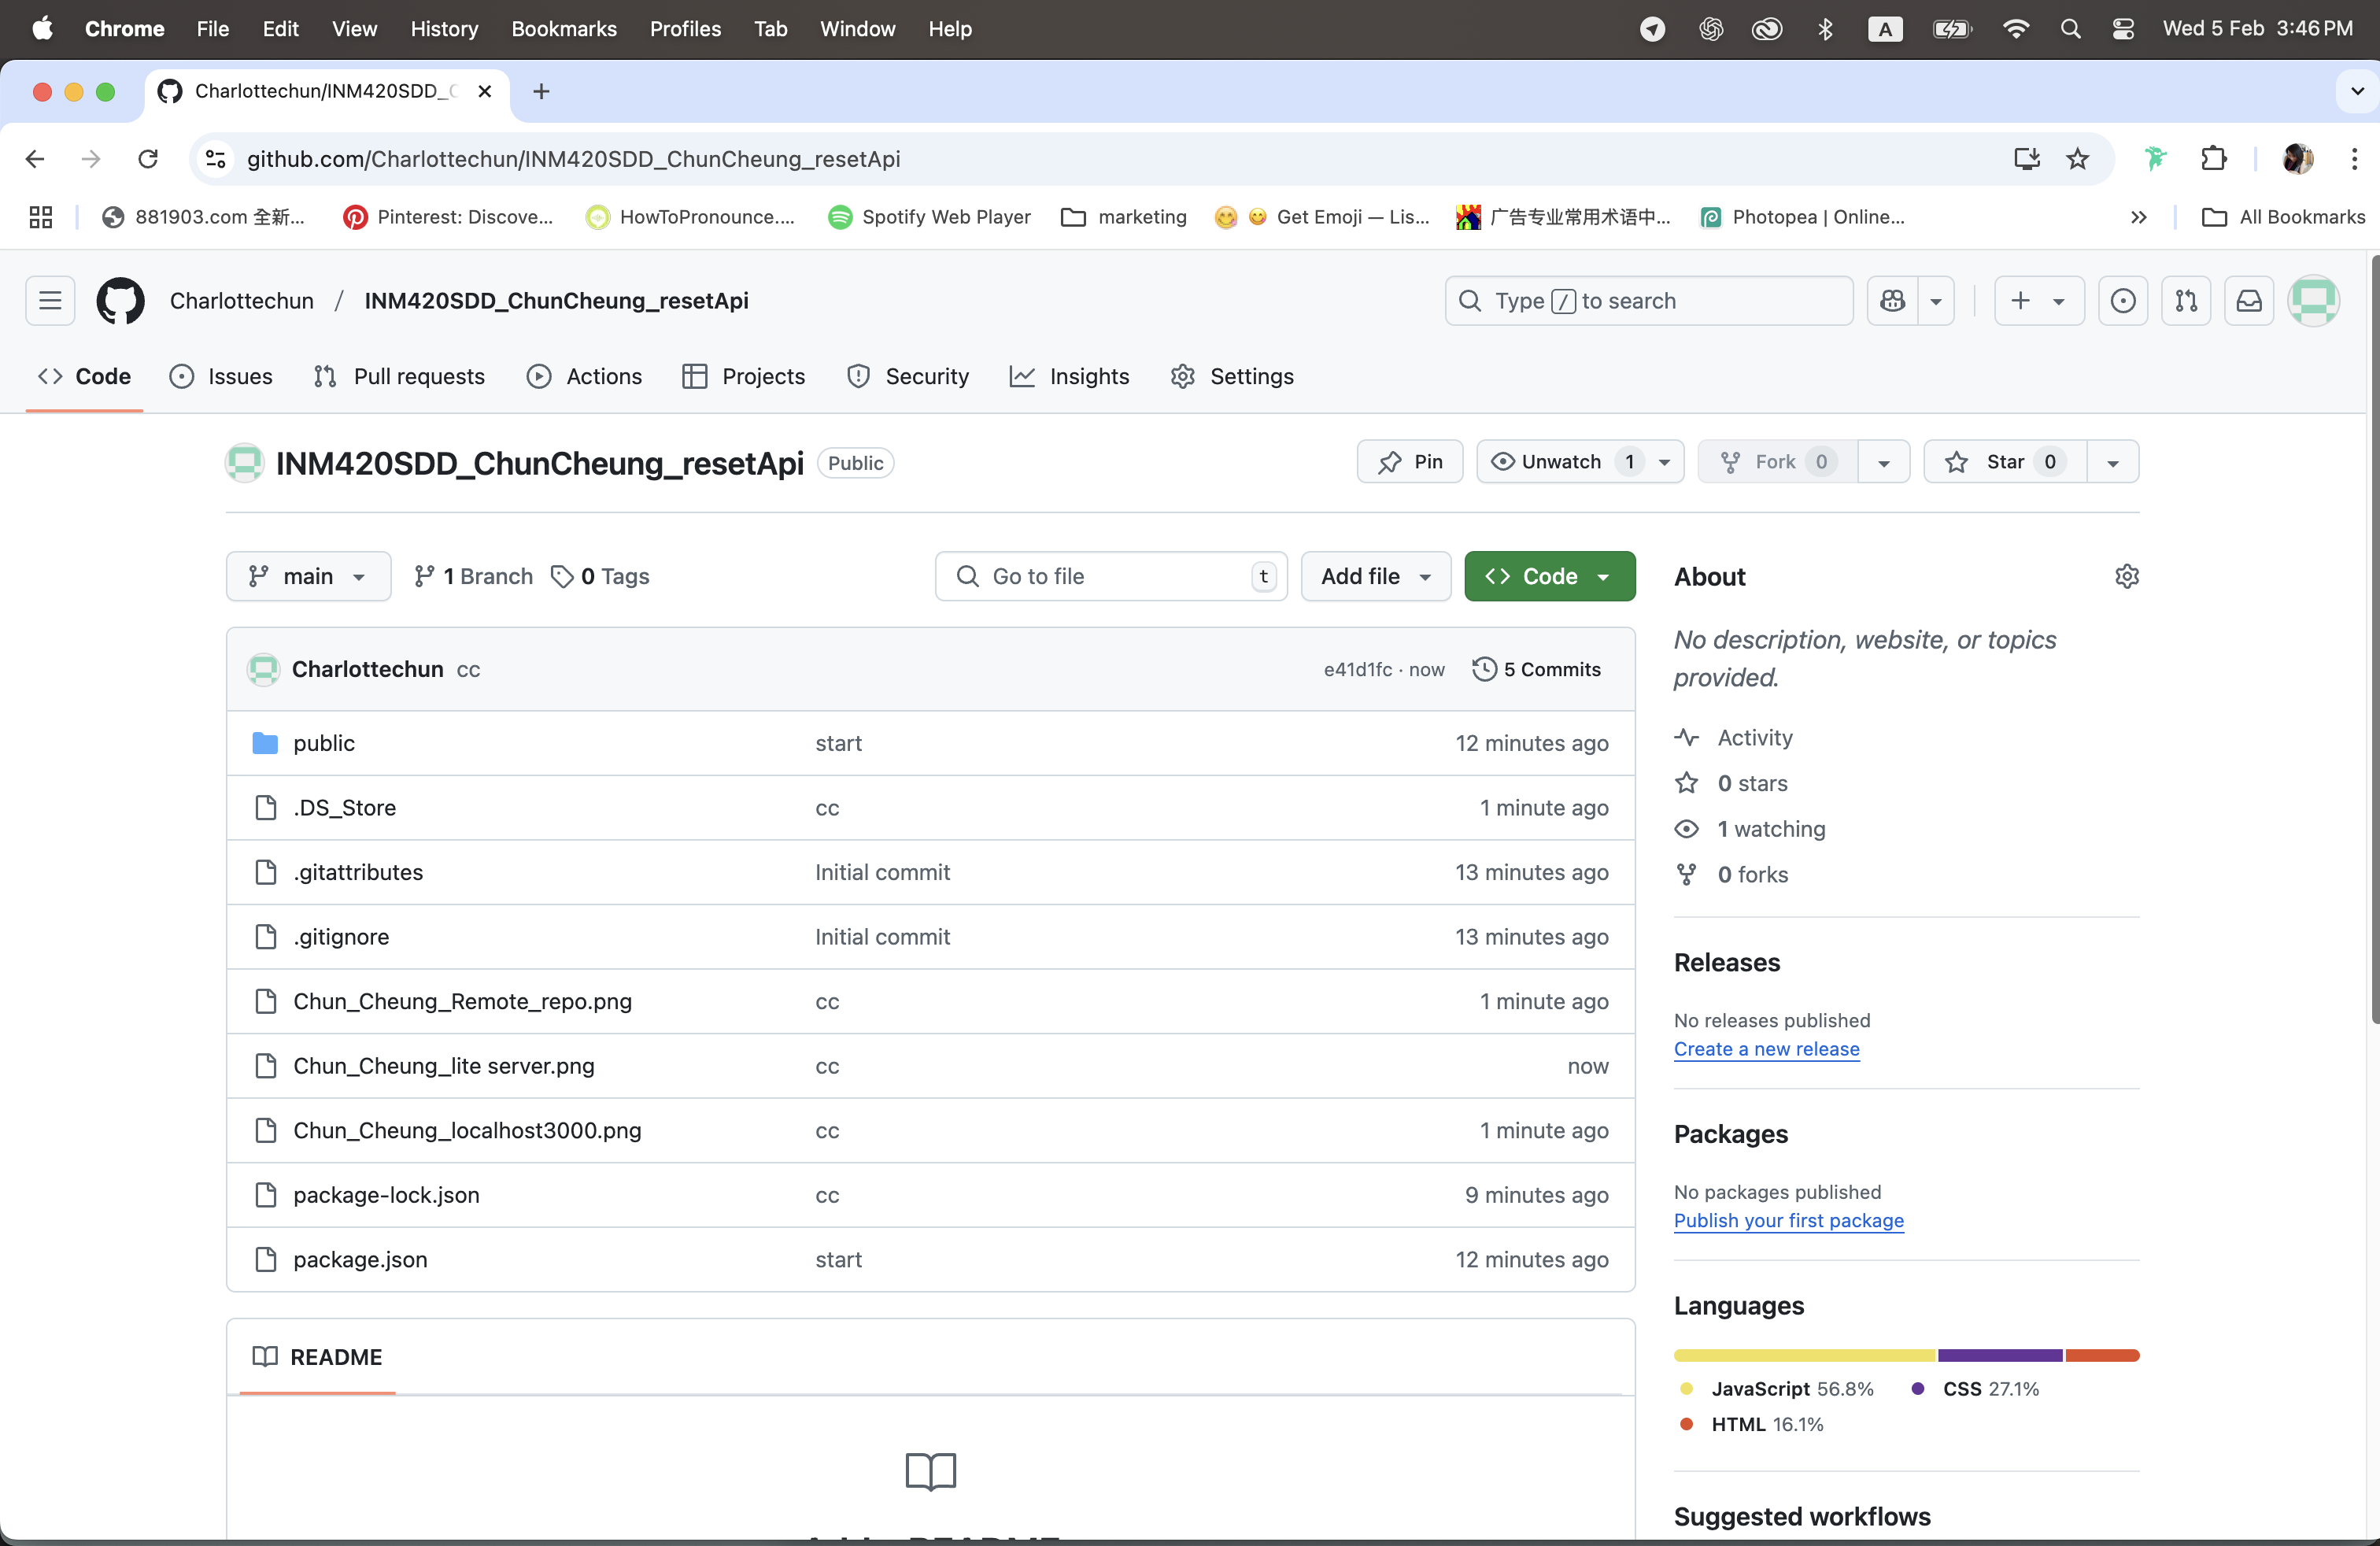 Chrome File Edit View History Bookmarks Profiles Tab Window Help A Wed 5 Feb 3:46 PM
Charlottechun/INM420SDD_
github.com/Charlottechun/INM420SDD_ChunCheung_resetApi
881903.com 全新... Pinterest: Discove... HowToPronounce.... Spotify Web Player marketing Get Emoji — Lis... 广告专业常用术语中... Photopea | Online... All Bookmarks
Charlottechun / INM420SDD_ChunCheung_resetApi Type / to search
Code Issues Pull requests Actions Projects Security Insights Settings
INM420SDD_ChunCheung_resetApi Public Pin Unwatch 1 Fork 0 Star 0
main 1 Branch 0 Tags Go to file t Add file Code About
No description, website, or topics
provided.
Charlottechun cc e41d1fc · now 5 Commits
public start 12 minutes ago Activity
.DS_Store cc 1 minute ago 0 stars
1 watching
.gitattributes Initial commit 13 minutes ago 0 forks
.gitignore Initial commit 13 minutes ago Releases
Chun_Cheung_Remote_repo.png cc 1 minute ago No releases published
Chun_Cheung_lite server.png cc now Create a new release
Chun_Cheung_localhost3000.png cc 1 minute ago Packages
package-lock.json cc 9 minutes ago No packages published
Publish your first package
package.json start 12 minutes ago
Languages
README JavaScript 56.8% CSS 27.1%
HTML 16.1%
Suggested workflows